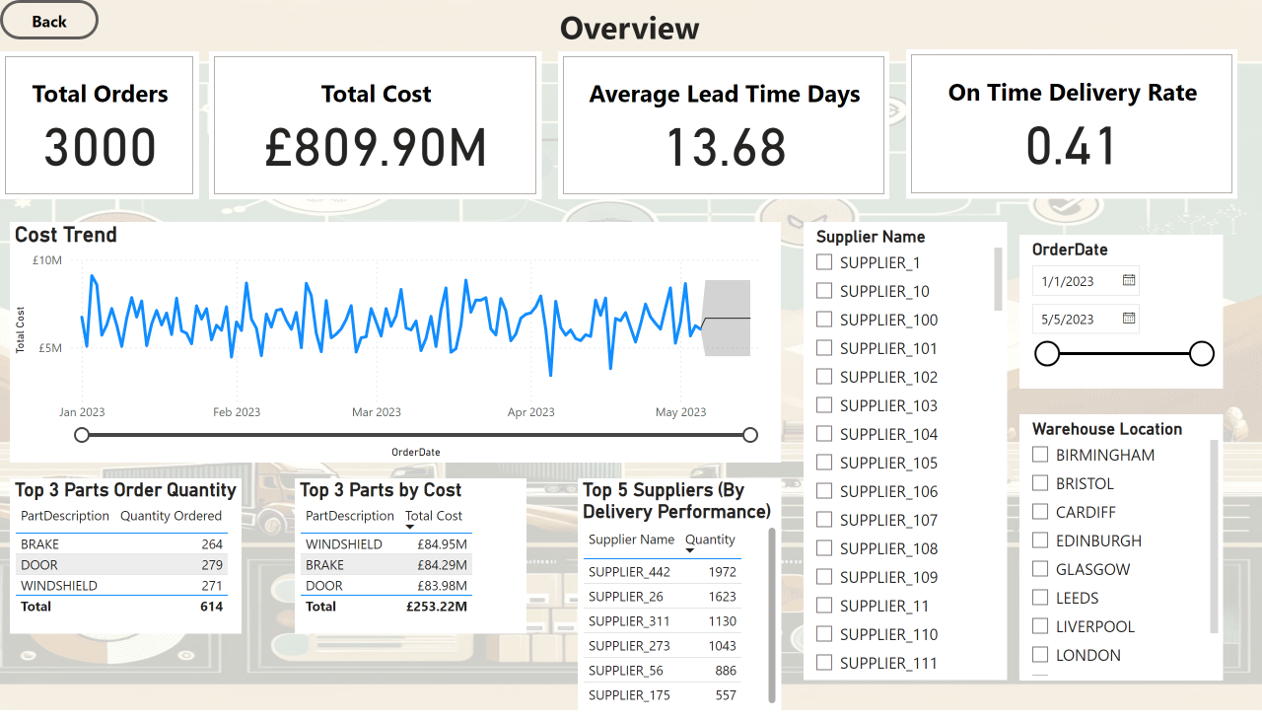 Back
Overview
Total Orders
3000
Total Cost
£809.90M
Average Lead Time Days
13.68
On Time Delivery Rate
0.41
Cost Trend
Total Cost
£10M
£5M
Jan 2023
Feb 2023
Mar 2023
Apr 2023
May 2023
OrderDate
Top 3 Parts Order Quantity
PartDescription Quantity Ordered
BRAKE 264
DOOR 279
WINDSHIELD 271
Total 614
Top 3 Parts by Cost
PartDescription Total Cost
WINDSHIELD £84.95M
BRAKE £84.29M
DOOR £83.98M
Total £253.22M
Top 5 Suppliers (By
Delivery Performance)
Supplier Name Quantity
SUPPLIER_442 1972
SUPPLIER_26 1623
SUPPLIER_311 1130
SUPPLIER_273 1043
SUPPLIER_56 886
SUPPLIER_175 557
Supplier Name
SUPPLIER_1
SUPPLIER_10
SUPPLIER_100
SUPPLIER_101
SUPPLIER_102
SUPPLIER_103
SUPPLIER_104
SUPPLIER_105
SUPPLIER_106
SUPPLIER_107
SUPPLIER_108
SUPPLIER_109
SUPPLIER_11
SUPPLIER_110
SUPPLIER_111
OrderDate
1/1/2023
5/5/2023
Warehouse Location
BIRMINGHAM
BRISTOL
CARDIFF
EDINBURGH
GLASGOW
LEEDS
LIVERPOOL
LONDON